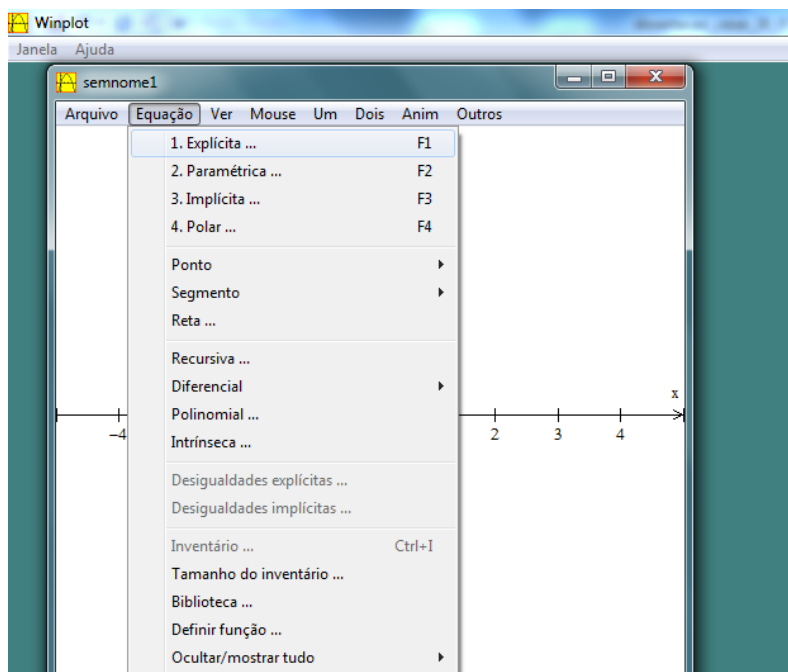 Winplot
Janela Ajuda
semnome1
Arquivo Equação Ver Mouse Um Dois Anim Outros
1. Explícita ... F1
2. Paramétrica ... F2
3. Implícita ... F3
4. Polar ... F4
Ponto
Segmento
Reta ...
Recursiva ...
Diferencial
Polinomial ...
Intrínseca ...
Desigualdades explícitas ...
Desigualdades implícitas ...
Inventário ... Ctrl+I
Tamanho do inventário ...
Biblioteca ...
Definir função ...
Ocultar/mostrar tudo
x
–4 2 3 4